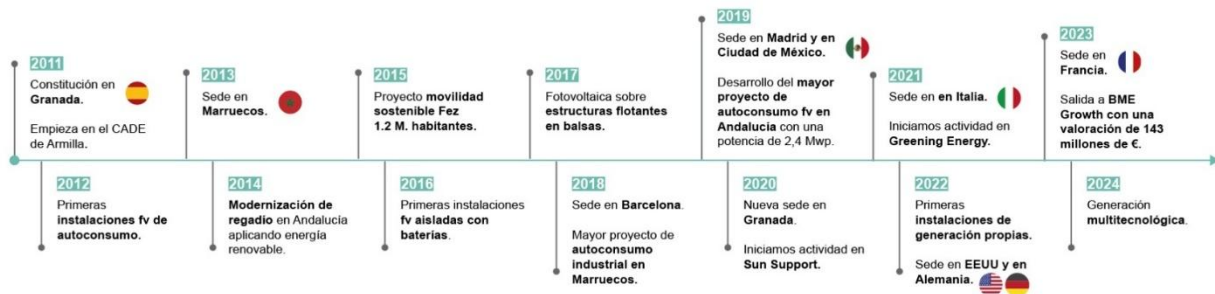 2011
Constitución en
Granada.
Empieza en el CADE
de Armilla.
2012
Primeras
instalaciones fv de
autoconsumo.
2013
Sede en
Marruecos.
2014
Modernización de
regadio en Andalucía
aplicando energía
renovable.
2015
Proyecto movilidad
sostenible Fez
1.2 M. habitantes.
2016
Primeras instalaciones
fv aisladas con
baterías.
2017
Fotovoltaica sobre
estructuras flotantes
en balsas.
2018
Sede en Barcelona.
Mayor proyecto de
autoconsumo
industrial en
Marruecos.
2019
Sede en Madrid y en
Ciudad de México.
Desarrollo del mayor
proyecto de
autoconsumo fv en
Andalucía con una
potencia de 2,4 Mwp.
2020
Nueva sede en
Granada.
Iniciamos actividad en
Sun Support.
2021
Sede en en Italia.
Iniciamos actividad en
Greening Energy.
2022
Primeras
instalaciones de
generación propias.
Sede en EEUU y en
Alemania.
2023
Sede en
Francia.
Salida a BME
Growth con una
valoración de 143
millones de €.
2024
Generación
multitecnológica.